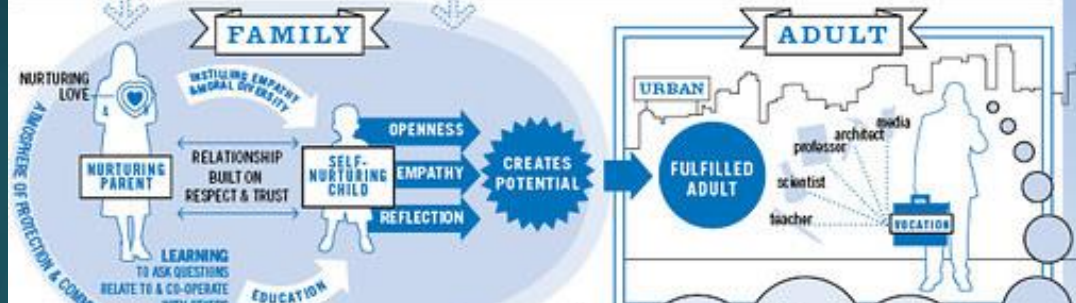 FAMILY
NURTURING
LOVE
INSTILLING EMPATHY
& MORAL DIVERSITY
ATMOSPHERE OF PROTECTION &
NURTURING
PARENT
RELATIONSHIP
BUILT ON
RESPECT & TRUST
SELF-
NURTURING
CHILD
OPENNESS
EMPATHY
REFLECTION
CREATES
POTENTIAL
LEARNING
TO ASK QUESTIONS
RELATE TO & CO-OPERATE
EDUCATION
ADULT
URBAN
FULFILLED
ADULT
media
architect
professor
scientist
teacher
VOCATION